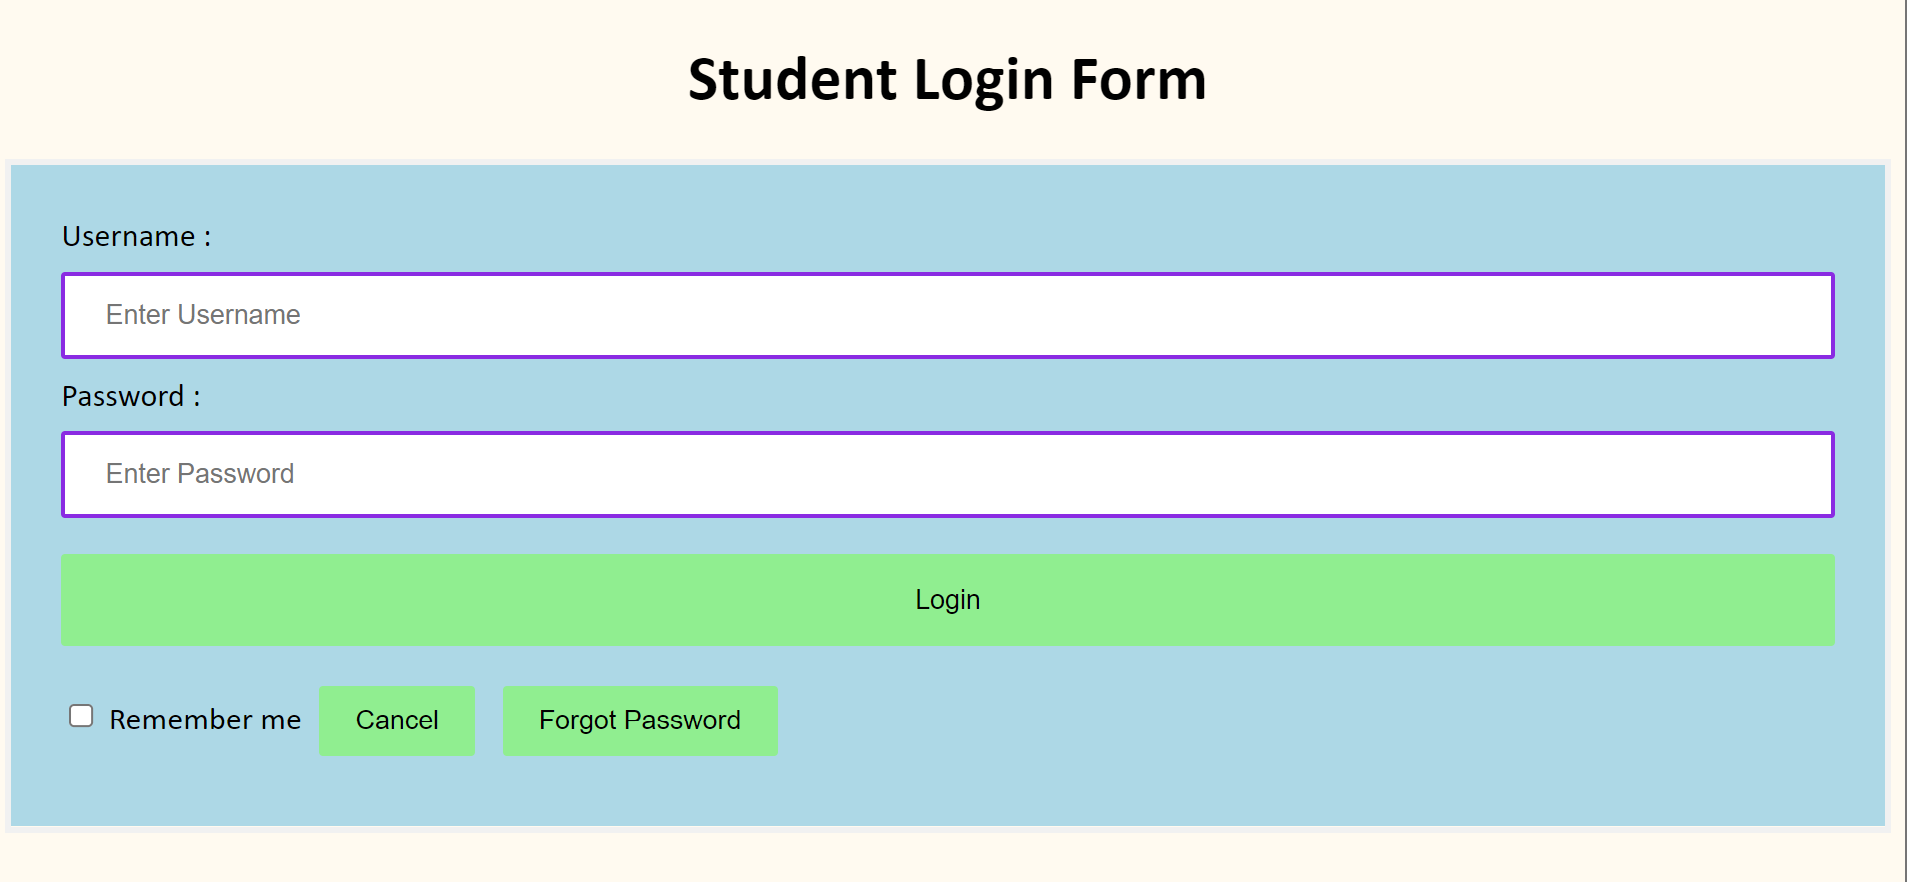 Student Login Form
Username :
Enter Username
Password :
Enter Password
Login
Remember me Cancel Forgot Password